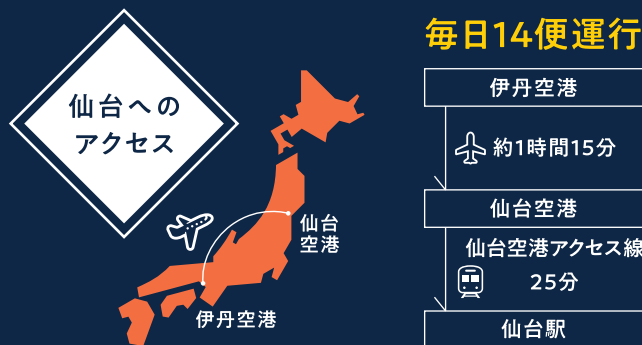 仙台への
アクセス
仙台
空港
伊丹空港
毎日14便運行
伊丹空港
約1時間15分
仙台空港
仙台空港アクセス線
25分
仙台駅